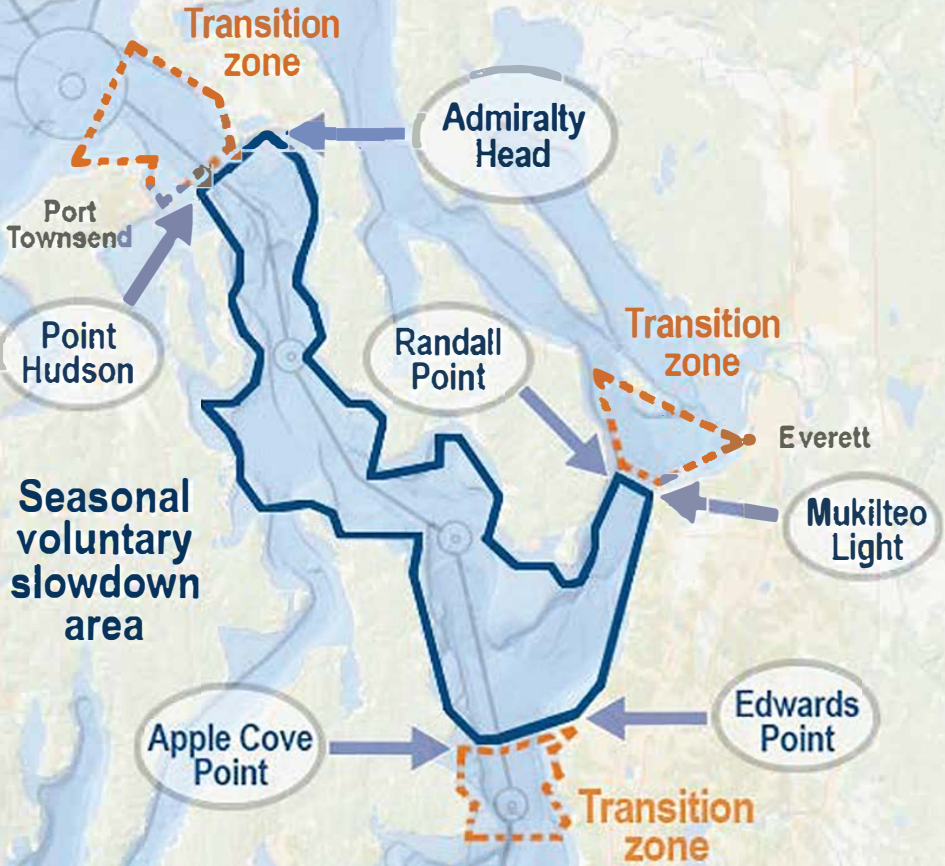 Transition
zone
Admiralty
Head
Port
Townsend
Point
Hudson
Randall
Point
Transition
zone
Everett
Seasonal
voluntary
slowdown
area
Mukilteo
Light
Apple Cove
Point
Edwards
Point
Transition
zone